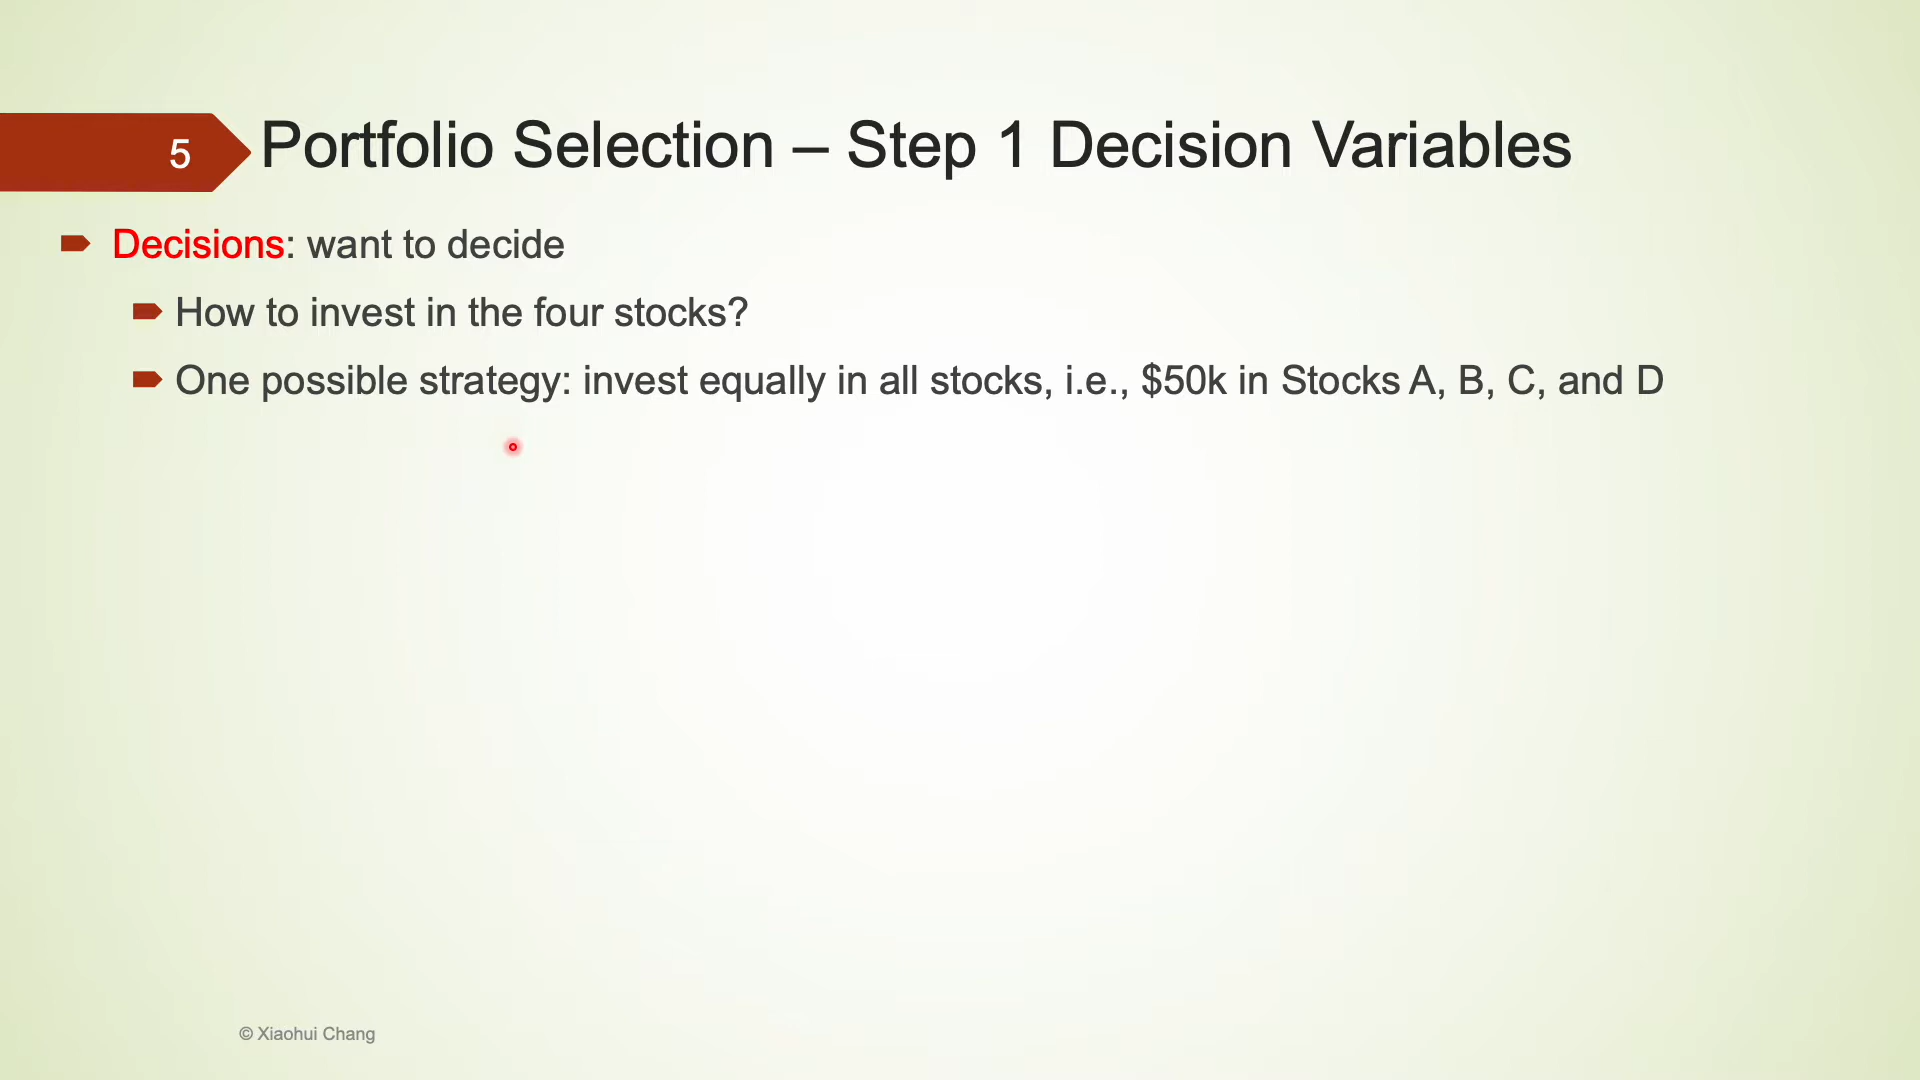 5
Portfolio Selection – Step 1 Decision Variables
Decisions: want to decide
How to invest in the four stocks?
One possible strategy: invest equally in all stocks, i.e., $50k in Stocks A, B, C, and D
© Xiaohui Chang